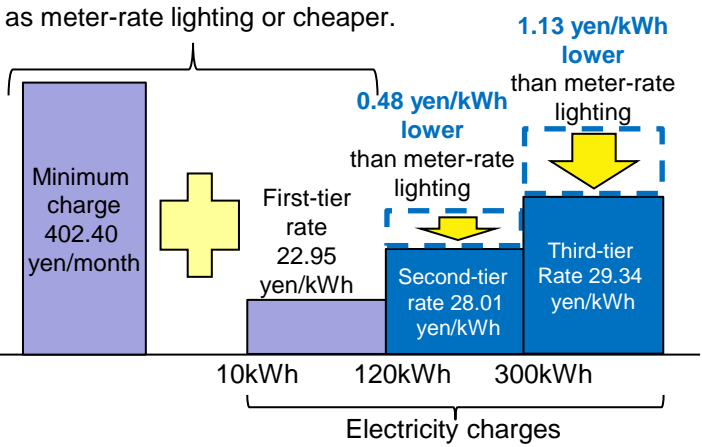 as meter-rate lighting or cheaper.
1.13 yen/kWh
lower
than meter-rate
lighting
0.48 yen/kWh
lower
than meter-rate
lighting
Minimum
charge
402.40
yen/month
First-tier
rate
22.95
yen/kWh
Second-tier
rate 28.01
yen/kWh
Third-tier
Rate 29.34
yen/kWh
10kWh
120kWh
300kWh
Electricity charges